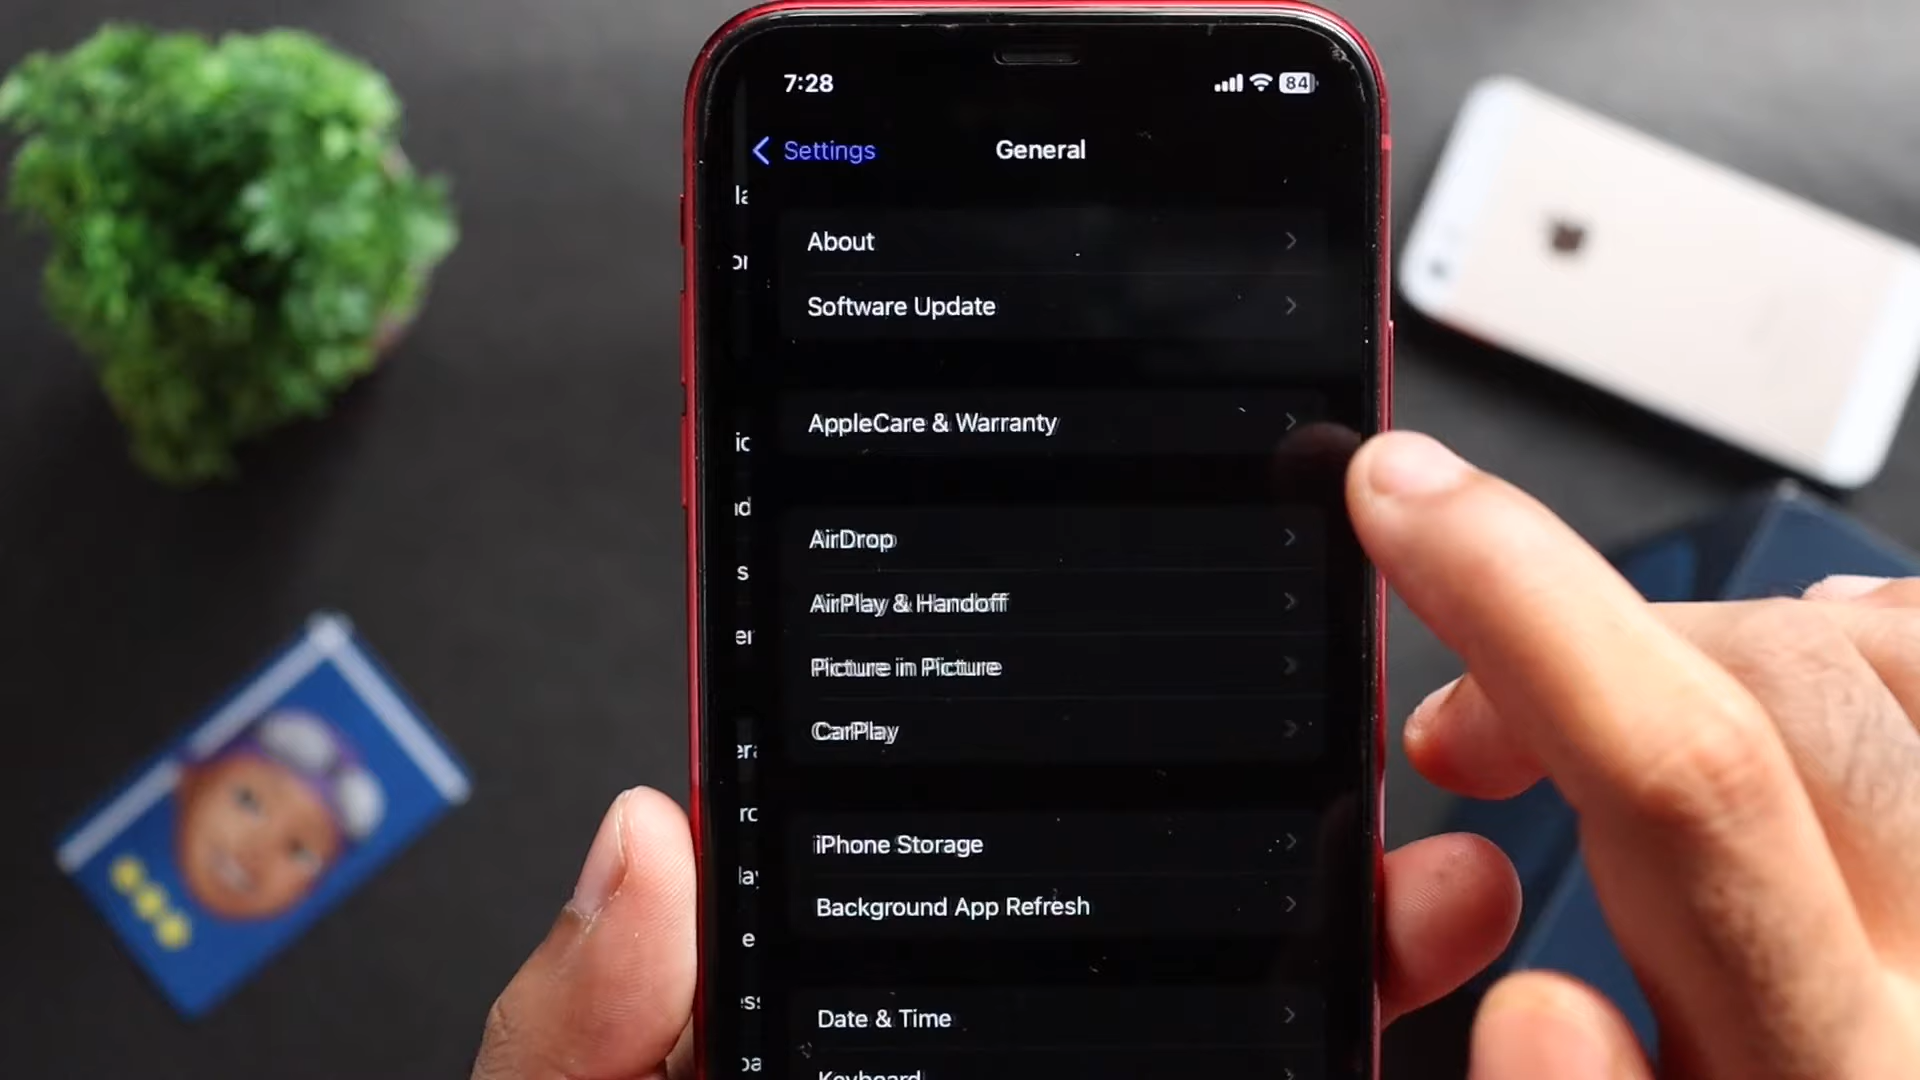 7:28
84
Settings
General
About
Software Update
AppleCare & Warranty
AirDrop
AirPlay & Handoff
Picture in Picture
CarPlay
iPhone Storage
Background App Refresh
Date & Time
Keyboard